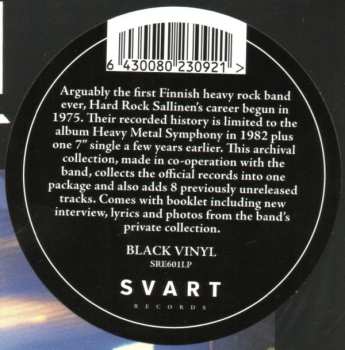 6 430080 230921
Arguably the first Finnish heavy rock band
ever, Hard Rock Sallinen's career begun in
1975. Their recorded history is limited to the
album Heavy Metal Symphony in 1982 plus
one 7" single a few years earlier. This archival
collection, made in co-operation with the
band, collects the official records into one
package and also adds 8 previously unreleased
tracks. Comes with booklet including new
interview, lyrics and photos from the band's
private collection.
BLACK VINYL
SRE601LP
SVART
RECORDS